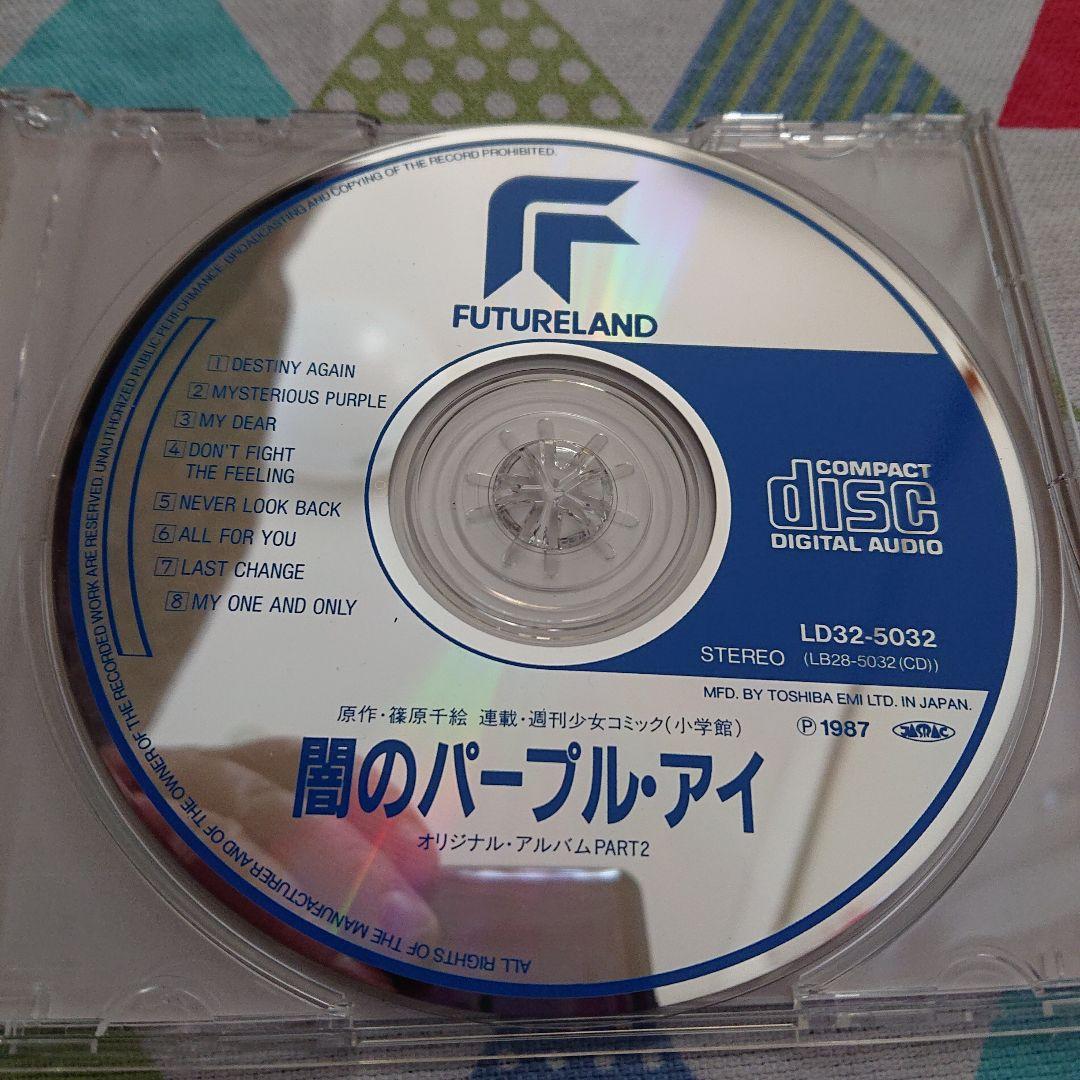 ALL RIGHTS OF THE MANUFACTURER AND OF THE OWNER OF THE RECORDED WORK ARE RESERVED. UNAUTHORIZED PUBLIC PERFORMANCE, BROADCASTING AND COPYING OF THE RECORD PROHIBITED.
FUTURELAND
1 DESTINY AGAIN
2 MYSTERIOUS PURPLE
3 MY DEAR
4 DON'T FIGHT
THE FEELING
5 NEVER LOOK BACK
6 ALL FOR YOU
7 LAST CHANGE
8 MY ONE AND ONLY
COMPACT
disc
DIGITAL AUDIO
LD32-5032
STEREO (LB28-5032(CD))
MFD. BY TOSHIBA EMI LTD. IN JAPAN.
原作・篠原千絵 連載・週刊少女コミック(小学館)
Ⓟ1987 JASRAC
闇のパープル・アイ
オリジナル・アルバムPART2